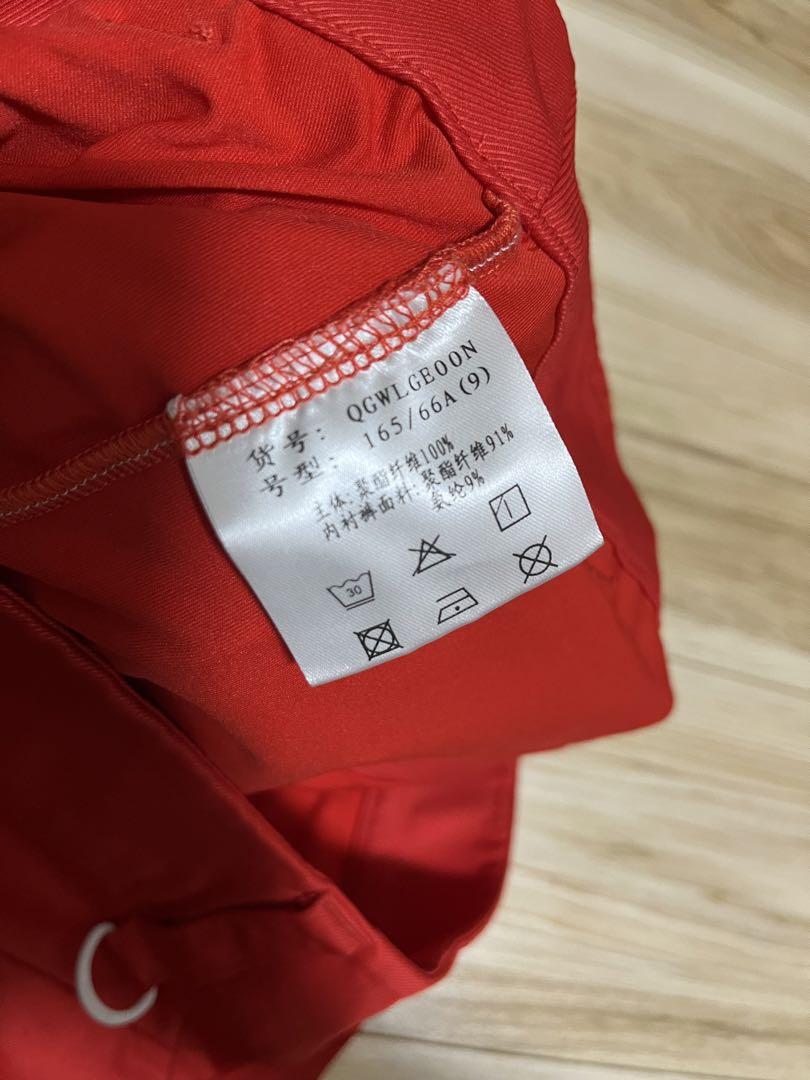 货号: QGWLGE00N
号型: 165/66A(9)
主体:聚酯纤维100%
内衬裤面料:聚酯纤维91%
氨纶9%
30